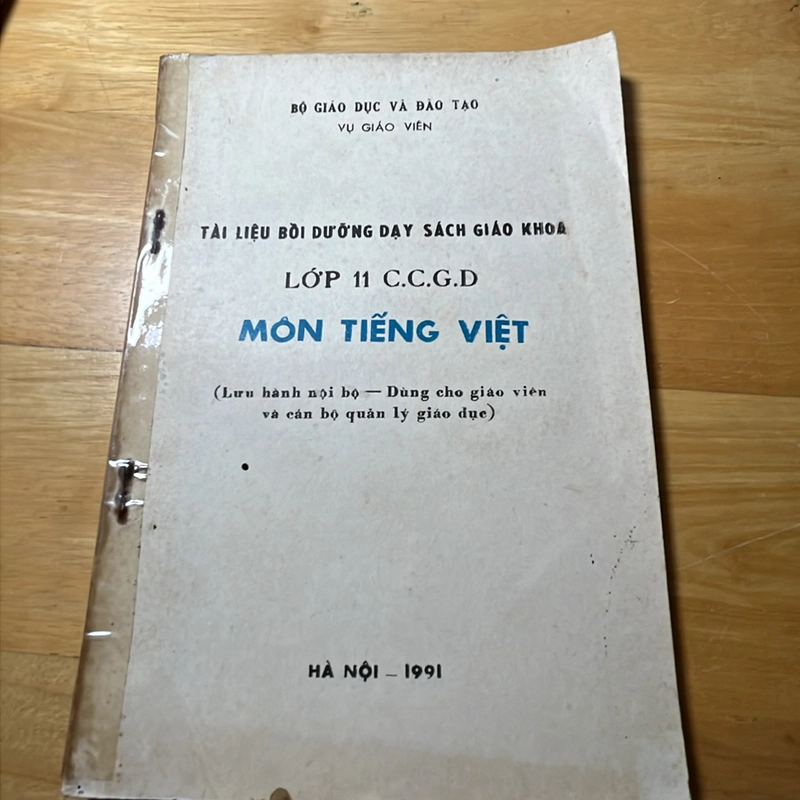 BỘ GIÁO DỤC VÀ ĐÀO TẠO
VỤ GIÁO VIÊN
TÀI LIỆU BỒI DƯỠNG DẠY SÁCH GIÁO KHOA
LỚP 11 C.C.G.D
MÔN TIẾNG VIỆT
(Lưu hành nội bộ — Dùng cho giáo viên
và cán bộ quản lý giáo dục)
HÀ NỘI - 1991